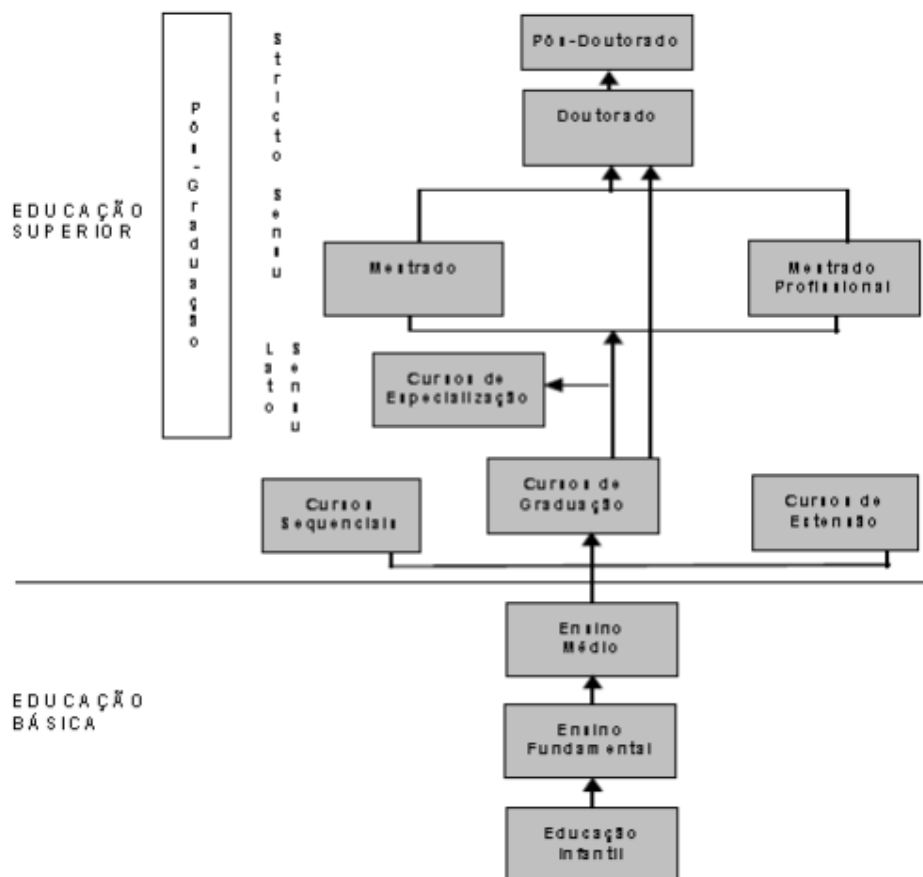 Pós-Doutorado
Doutorado
Stricto Sensu
Pós-Graduação
EDUCAÇÃO
SUPERIOR
Mestrado
Mestrado
Profissional
Lato
Sensu
Cursos de
Especialização
Cursos
Sequenciais
Cursos de
Graduação
Cursos de
Extensão
Ensino
Médio
EDUCAÇÃO
BÁSICA
Ensino
Fundamental
Educação
Infantil